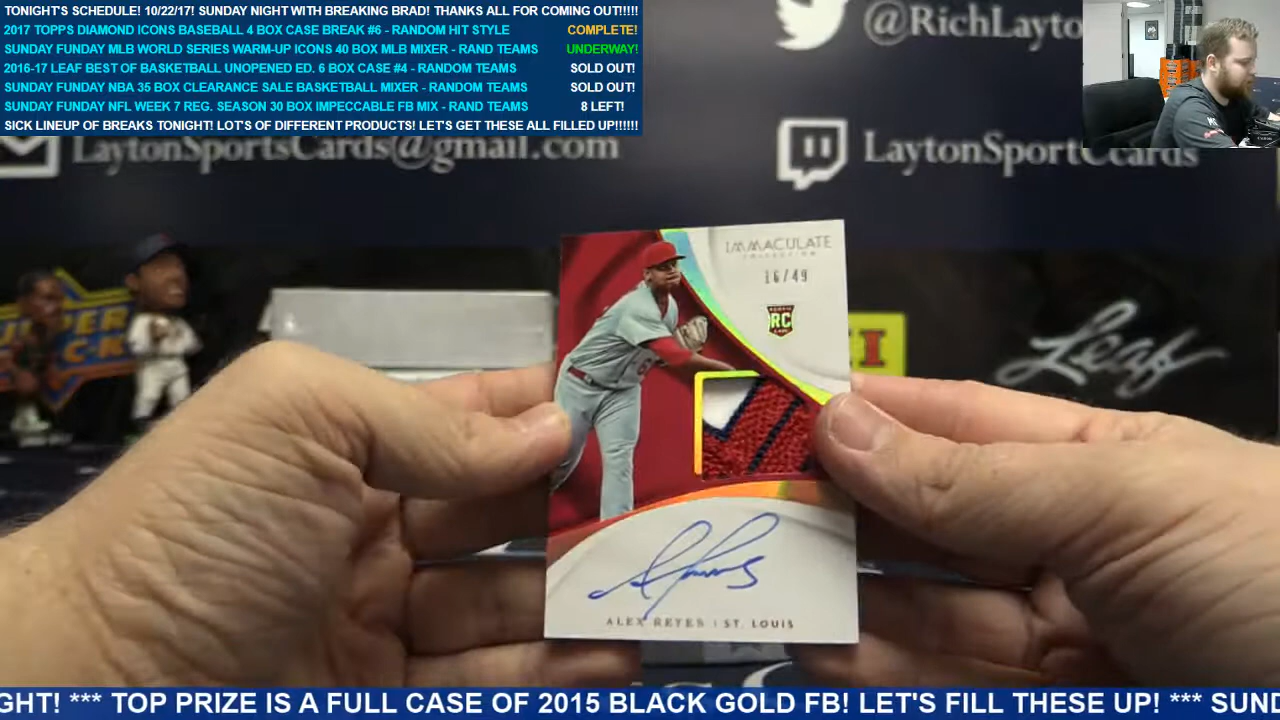 TONIGHT'S SCHEDULE! 10/22/17! SUNDAY NIGHT WITH BREAKING BRAD! THANKS ALL FOR COMING OUT!!!!!
2017 TOPPS DIAMOND ICONS BASEBALL 4 BOX CASE BREAK #6 - RANDOM HIT STYLE COMPLETE!
SUNDAY FUNDAY MLB WORLD SERIES WARM-UP ICONS 40 BOX MLB MIXER - RAND TEAMS UNDERWAY!
2016-17 LEAF BEST OF BASKETBALL UNOPENED ED. 6 BOX CASE #4 - RANDOM TEAMS SOLD OUT!
SUNDAY FUNDAY NBA 35 BOX CLEARANCE SALE BASKETBALL MIXER - RANDOM TEAMS SOLD OUT!
SUNDAY FUNDAY NFL WEEK 7 REG. SEASON 30 BOX IMPECCABLE FB MIX - RAND TEAMS 8 LEFT!
SICK LINEUP OF BREAKS TONIGHT! LOT'S OF DIFFERENT PRODUCTS! LET'S GET THESE ALL FILLED UP!!!!!!
@RichLayto
LaytonSportsCards@gmail.com
LaytonSportCcards
SUPER
IMMACULATE
COLLECTION
16/49
RC
Leaf
ALEX REYES | ST. LOUIS
GHT! *** TOP PRIZE IS A FULL CASE OF 2015 BLACK GOLD FB! LET'S FILL THESE UP! *** SUND